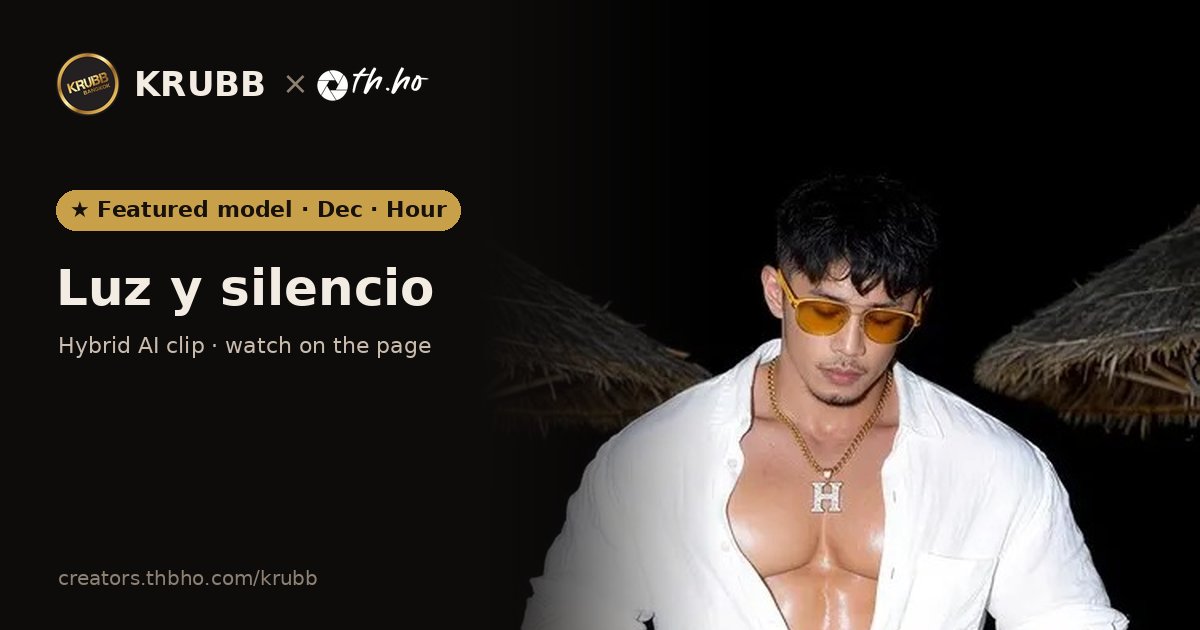 KRUBB
BANGKOK
KRUBB × th.ho
★ Featured model · Dec · Hour
Luz y silencio
Hybrid AI clip · watch on the page
H
creators.thbho.com/krubb